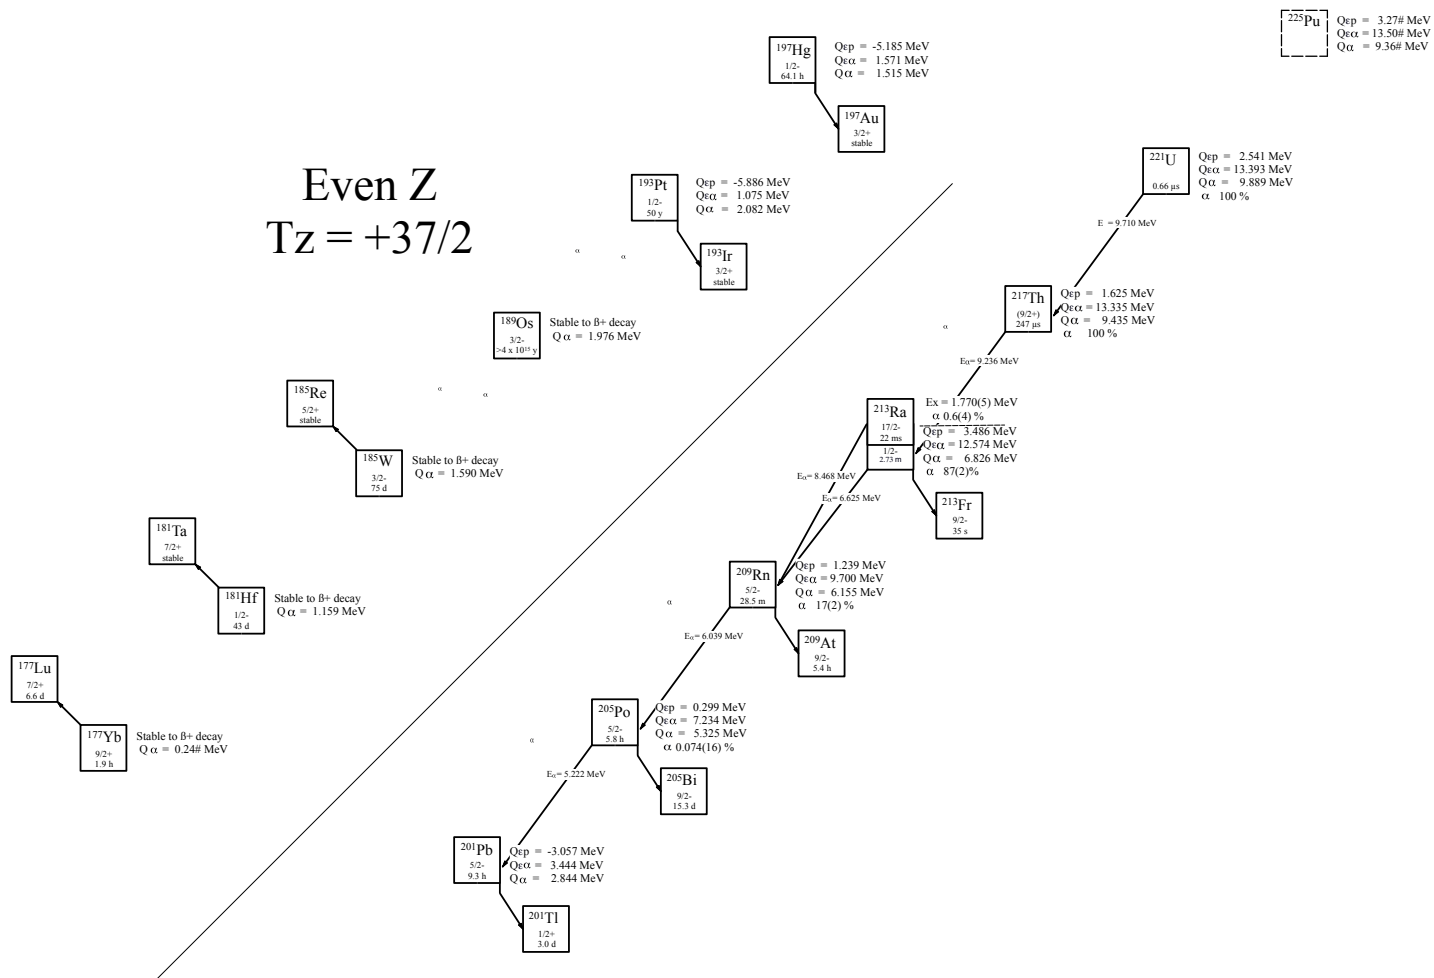 Even Z
Tz = +37/2
²²⁵Pu
Qεp = 3.27# MeV
Qεα = 13.50# MeV
Qα = 9.36# MeV
¹⁹⁷Hg
1/2-
64.1 h
Qεp = -5.185 MeV
Qεα = 1.571 MeV
Qα = 1.515 MeV
¹⁹⁷Au
3/2+
stable
²²¹U
0.66 µs
Qεp = 2.541 MeV
Qεα = 13.393 MeV
Qα = 9.889 MeV
α 100 %
E = 9.710 MeV
¹⁹³Pt
1/2-
50 y
Qεp = -5.886 MeV
Qεα = 1.075 MeV
Qα = 2.082 MeV
¹⁹³Ir
3/2+
stable
α
α
²¹⁷Th
(9/2+)
247 µs
Qεp = 1.625 MeV
Qεα = 13.335 MeV
Qα = 9.435 MeV
α 100 %
α
Eα= 9.236 MeV
¹⁸⁹Os
3/2-
>4 x 10¹⁵ y
Stable to ß+ decay
Qα = 1.976 MeV
¹⁸⁵Re
5/2+
stable
α
α
²¹³Ra
17/2-
22 ms
1/2-
2.73 m
Ex = 1.770(5) MeV
α 0.6(4) %
Qεp = 3.486 MeV
Qεα = 12.574 MeV
Qα = 6.826 MeV
α 87(2)%
¹⁸⁵W
3/2-
75 d
Stable to ß+ decay
Qα = 1.590 MeV
Eα= 8.468 MeV
Eα= 6.625 MeV
²¹³Fr
9/2-
35 s
¹⁸¹Ta
7/2+
stable
¹⁸¹Hf
1/2-
43 d
Stable to ß+ decay
Qα = 1.159 MeV
²⁰⁹Rn
5/2-
28.5 m
Qεp = 1.239 MeV
Qεα = 9.700 MeV
Qα = 6.155 MeV
α 17(2) %
α
Eα= 6.039 MeV
²⁰⁹At
9/2-
5.4 h
¹⁷⁷Lu
7/2+
6.6 d
¹⁷⁷Yb
9/2+
1.9 h
Stable to ß+ decay
Qα = 0.24# MeV
²⁰⁵Po
5/2-
5.8 h
Qεp = 0.299 MeV
Qεα = 7.234 MeV
Qα = 5.325 MeV
α 0.074(16) %
α
Eα= 5.222 MeV
²⁰⁵Bi
9/2-
15.3 d
²⁰¹Pb
5/2-
9.3 h
Qεp = -3.057 MeV
Qεα = 3.444 MeV
Qα = 2.844 MeV
²⁰¹Tl
1/2+
3.0 d